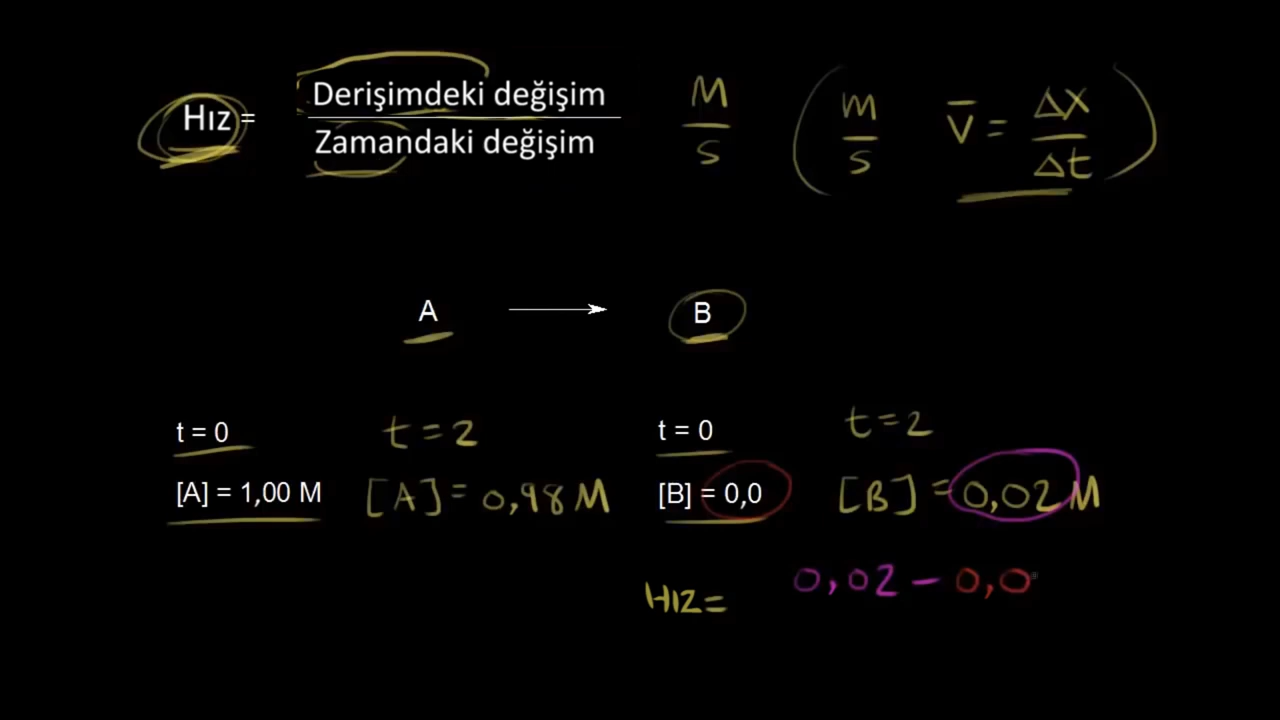 Hız = Derişimdeki değişim / Zamandaki değişim M/s (m/s v̅ = Δx/Δt)
A → B
t = 0 t = 2 t = 0 t = 2
[A] = 1,00 M [A] = 0,98 M [B] = 0,0 [B] = 0,02 M
HIZ = 0,02 - 0,0